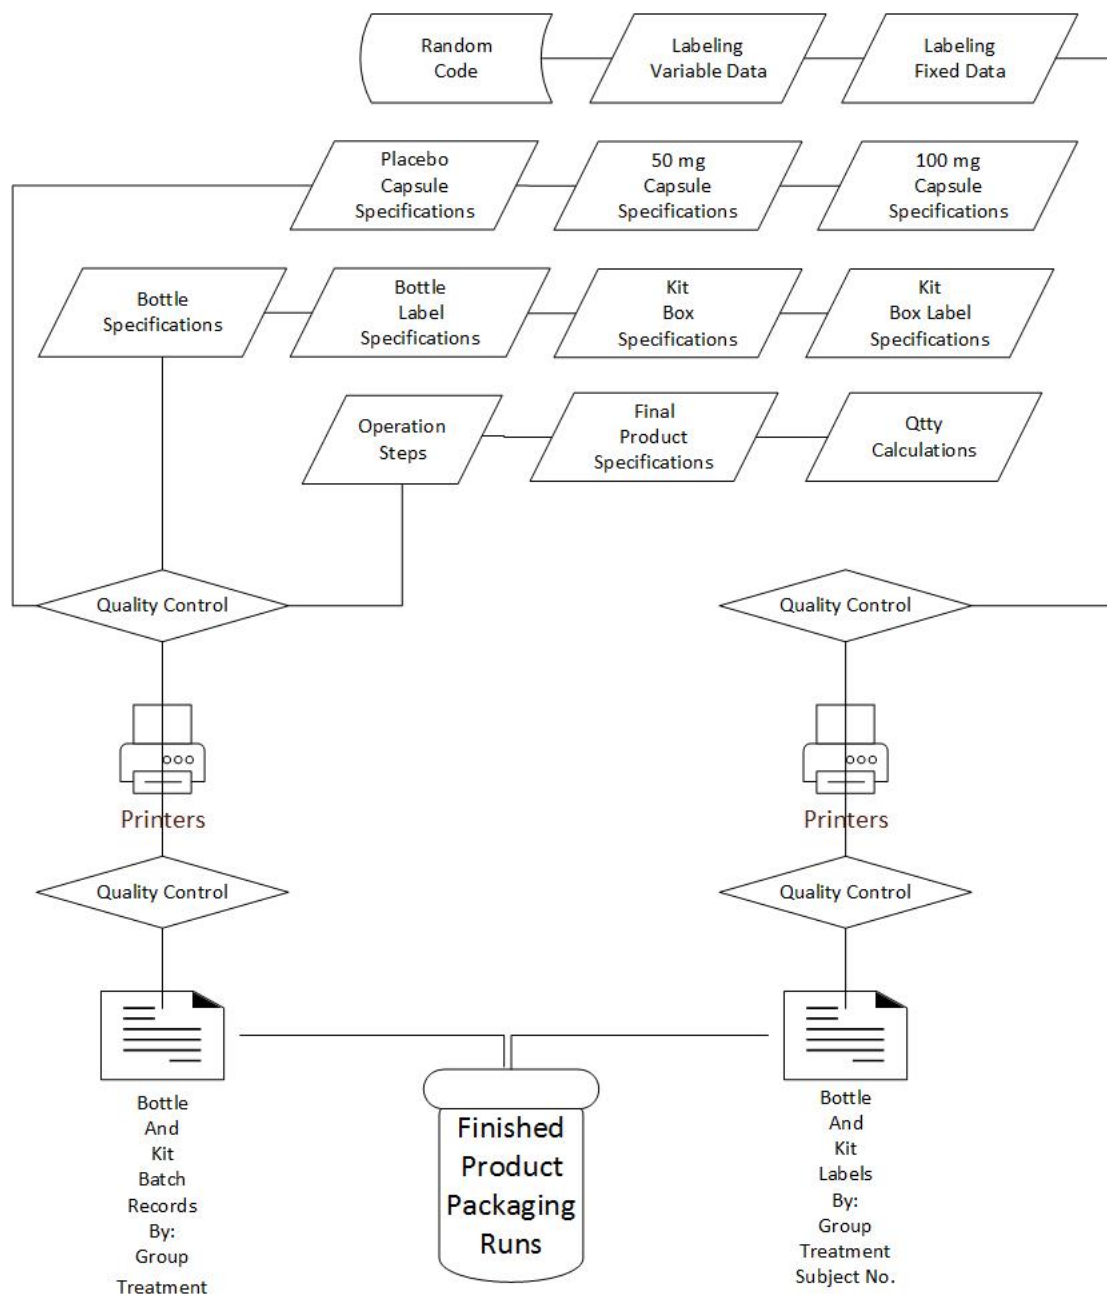 Random
Code
Labeling
Variable Data
Labeling
Fixed Data
Placebo
Capsule
Specifications
50 mg
Capsule
Specifications
100 mg
Capsule
Specifications
Bottle
Specifications
Bottle
Label
Specifications
Kit
Box
Specifications
Kit
Box Label
Specifications
Operation
Steps
Final
Product
Specifications
Qtty
Calculations
Quality Control
Quality Control
Printers
Printers
Quality Control
Quality Control
Bottle
And
Kit
Batch
Records
By:
Group
Treatment
Finished
Product
Packaging
Runs
Bottle
And
Kit
Labels
By:
Group
Treatment
Subject No.